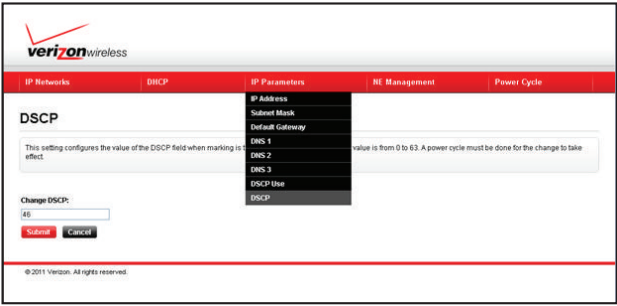 verizonwireless
IP Networks
DHCP
IP Parameters
NE Management
Power Cycle
IP Address
Subnet Mask
Default Gateway
DNS 1
DNS 2
DNS 3
DSCP Use
DSCP
DSCP
This setting configures the value of the DSCP field when marking is t value is from 0 to 63. A power cycle must be done for the change to take
effect.
Change DSCP:
46
Submit
Cancel
© 2011 Verizon. All rights reserved.